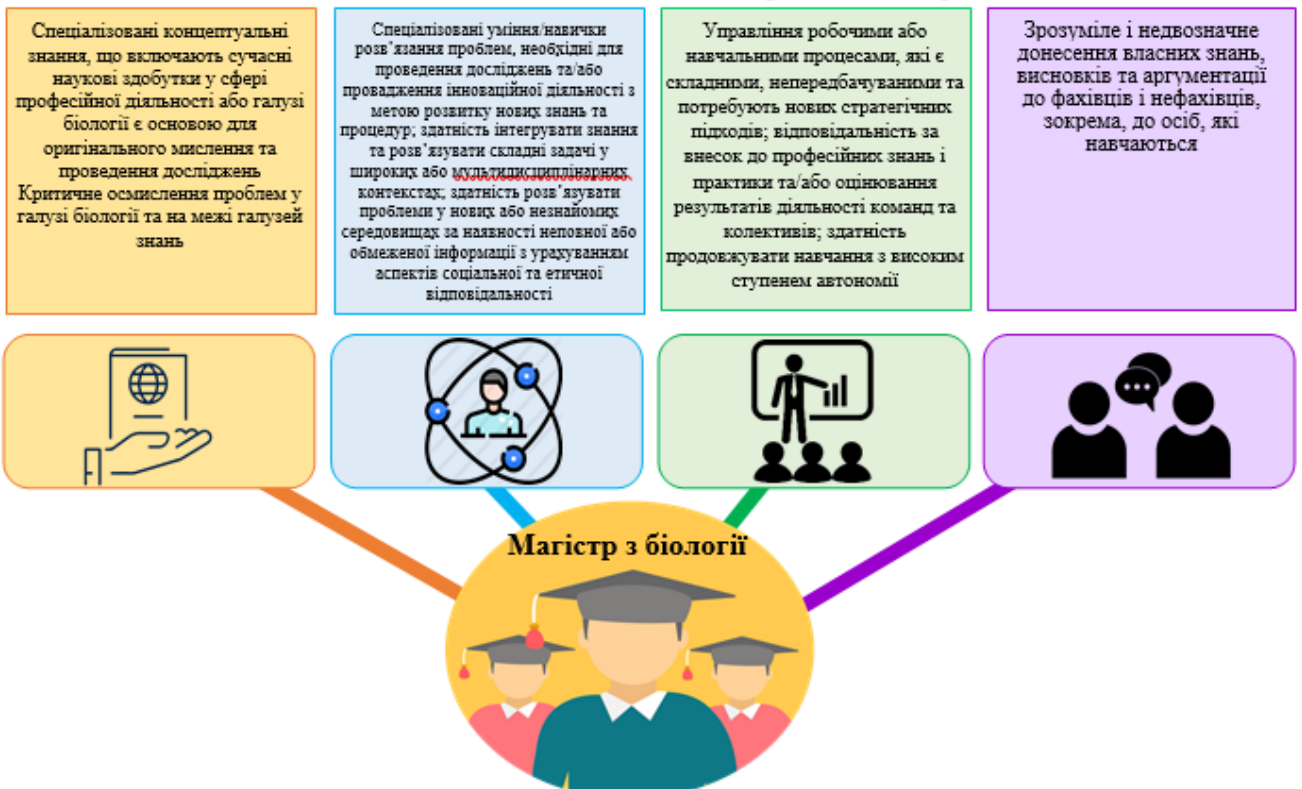 Спеціалізовані концептуальні
знання, що включають сучасні
наукові здобутки у сфері
професійної діяльності або галузі
біології є основою для
оригінального мислення та
проведення досліджень
Критичне осмислення проблем у
галузі біології та на межі галузей
знань
Спеціалізовані уміння/навички
розв’язання проблем, необхідні для
проведення досліджень та/або
провадження інноваційної діяльності з
метою розвитку нових знань та
процедур; здатність інтегрувати знання
та розв’язувати складні задачі у
широких або мультидисциплінарних
контекстах; здатність розв’язувати
проблеми у нових або незнайомих
середовищах за наявності неповної або
обмеженої інформації з урахуванням
аспектів соціальної та етичної
відповідальності
Управління робочими або
навчальними процесами, які є
складними, непередбачуваними та
потребують нових стратегічних
підходів; відповідальність за
внесок до професійних знань і
практики та/або оцінювання
результатів діяльності команд та
колективів; здатність
продовжувати навчання з високим
ступенем автономії
Зрозуміле і недвозначне
донесення власних знань,
висновків та аргументації
до фахівців і нефахівців,
зокрема, до осіб, які
навчаються
Магістр з біології